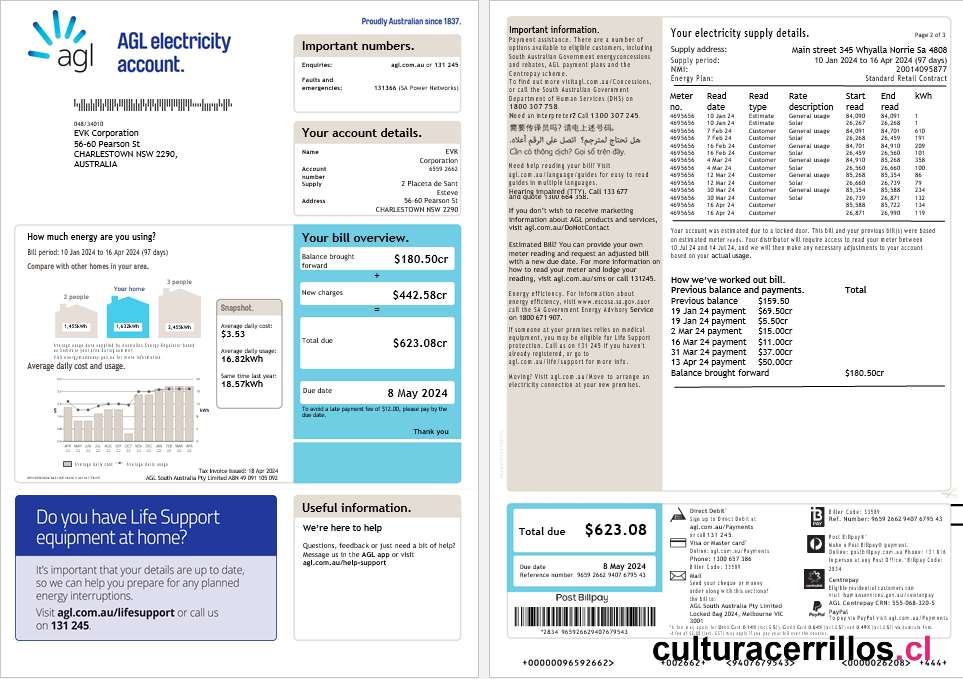 Proudly Australian since 1837.
agl
AGL electricity
account.
048/34010
EVK Corporation
56-60 Pearson St
CHARLESTOWN NSW 2290,
AUSTRALIA
Important numbers.
Enquiries: agl.com.au or 131 245
Faults and
emergencies: 131366 (SA Power Networks)
Your account details.
Name EVK
Corporation
Account 6559 2662
number
Supply 2 Placeta de Sant
Esteve
Address 56-60 Pearson St
CHARLESTOWN NSW 2290
How much energy are you using?
Bill period: 10 Jan 2024 to 16 Apr 2024 (97 days)
Compare with other homes in your area.
2 people
Your home
3 people
1,455kWh
1,632kWh
2,455kWh
Snapshot.
Average daily cost:
$3.53
Average daily usage:
16.82kWh
Same time last year:
18.57kWh
Average daily cost and usage.
$
kWh
Average daily cost
Average daily usage
Tax Invoice Issued: 18 Apr 2024
AGL South Australia Pty Limited ABN 49 091 105 092
Your bill overview.
Balance brought
forward $180.50cr
+
New charges $442.58cr
=
Total due $623.08cr
Due date 8 May 2024
To avoid a late payment fee of $12.00, please pay by the
due date.
Thank you
Do you have Life Support
equipment at home?
It's important that your details are up to date,
so we can help you prepare for any planned
energy interruptions.
Visit agl.com.au/lifesupport or call us
on 131 245.
Useful information.
We're here to help
Questions, feedback or just need a bit of help?
Message us in the AGL app or visit
agl.com.au/help-support
Important information.
Payment assistance. There are a number of
options available to eligible customers, including
South Australian Government energyconcessions
and rebates, AGL payment plans and the
Centrepay scheme.
To find out more visitagl.com.au/Concessions,
or call the South Australian Government
Department of Human Services (DHS) on
1800 307 758
Need an interpreter? Call 1300 307 245.
需要传译员吗? 请电上述号码.
هل تحتاج لمترجم؟ اتصل على الرقم أعلاه.
Cần có thông dịch? Gọi số trên đây.
Need help reading your bill? Visit
agl.com.au/language/guides for easy to read
guides in multiple languages.
Hearing Impaired (TTY). Call 133 677
and quote 1300 664 358.
If you don't wish to receive marketing
information about AGL products and services,
visit agl.com.au/DoNotContact
Estimated Bill? You can provide your own
meter reading and request an adjusted bill
with a new due date. For more information on
how to read your meter and lodge your
reading, visit agl.com.au/sms or call 131245.
Energy efficiency. For information about
energy efficiency, visit www.escosa.sa.gov.auor
call the SA Government Energy Advisory Service
on 1800 671 907.
If someone at your premises relies on medical
equipment, you may be eligible for Life Support
protection. Call us on 131 245 if you haven't
already registered, or go to
agl.com.au/life/support for more info.
Moving? Visit agl.com.au/Move to arrange an
electricity connection at your new premises.
Your electricity supply details.
Page 2 of 3
Supply address: Main street 345 Whyalla Norrie Sa 4808
Supply period: 10 Jan 2024 to 16 Apr 2024 (97 days)
NMI: 20014095877
Energy Plan: Standard Retail Contract
Meter Read Read Rate Start End kWh
no. date type description read read
4695656 10 Jan 24 Estimate General usage 84,090 84,091 1
4695656 10 Jan 24 Estimate Solar 26,267 26,268 1
4695656 7 Feb 24 Customer General usage 84,091 84,701 610
4695656 7 Feb 24 Customer Solar 26,268 26,459 191
4695656 16 Feb 24 Customer General usage 84,701 84,910 209
4695656 16 Feb 24 Customer Solar 26,459 26,560 101
4695656 4 Mar 24 Customer General usage 84,910 85,268 358
4695656 4 Mar 24 Customer Solar 26,560 26,660 100
4695656 12 Mar 24 Customer General usage 85,268 85,354 86
4695656 12 Mar 24 Customer Solar 26,660 26,739 79
4695656 30 Mar 24 Customer General usage 85,354 85,588 234
4695656 30 Mar 24 Customer Solar 26,739 26,871 132
4695656 16 Apr 24 Customer 85,588 85,722 134
4695656 16 Apr 24 Customer 26,871 26,990 119
Your account was estimated due to a locked door. This bill and your previous bill(s) were based
on estimated meter reads. Your distributor will require access to read your meter between
10 Jul 24 and 14 Jul 24, and we will then make any necessary adjustments to your account
based on your actual usage.
How we've worked out bill.
Previous balance and payments. Total
Previous balance $159.50
19 Jan 24 payment $69.50cr
19 Jan 24 payment $5.50cr
2 Mar 24 payment $15.00cr
16 Mar 24 payment $11.00cr
31 Mar 24 payment $37.00cr
13 Apr 24 payment $50.00cr
Balance brought forward $180.50cr
Total due $623.08
Due date 8 May 2024
Reference number 9659 2662 9407 6795 43
Post Billpay
*2834 965926629407679543
Direct Debit
Sign up to Direct Debit at
agl.com.au/Payments
or call 131 245
Visa or Master card
Online: agl.com.au/Payments
Phone: 1300 657 386
Biller Code: 33589
Mail
Send your cheque or money
order along with this section of
the bill to:
AGL South Australia Pty Limited
Locked Bag 2024, Melbourne VIC
3001
B PAY
Biller Code: 33589
Ref. Number: 9659 2662 9407 6795 43
Post Billpay
Make a Post Billpay payment.
Online: postbillpay.com.au Phone: 131 816
In person at any Post Office. Billpay Code:
2834
Centrepay
Eligible residential customers can
visit humanservices.gov.au/centrepay
AGL Centrepay CRN: 555-068-320-S
PayPal
PayPal
To pay via PayPal visit agl.com.au/Payments
culturacerrillos.cl
+00000096592662> +002662+ <9407679543> <0000026208> +444+